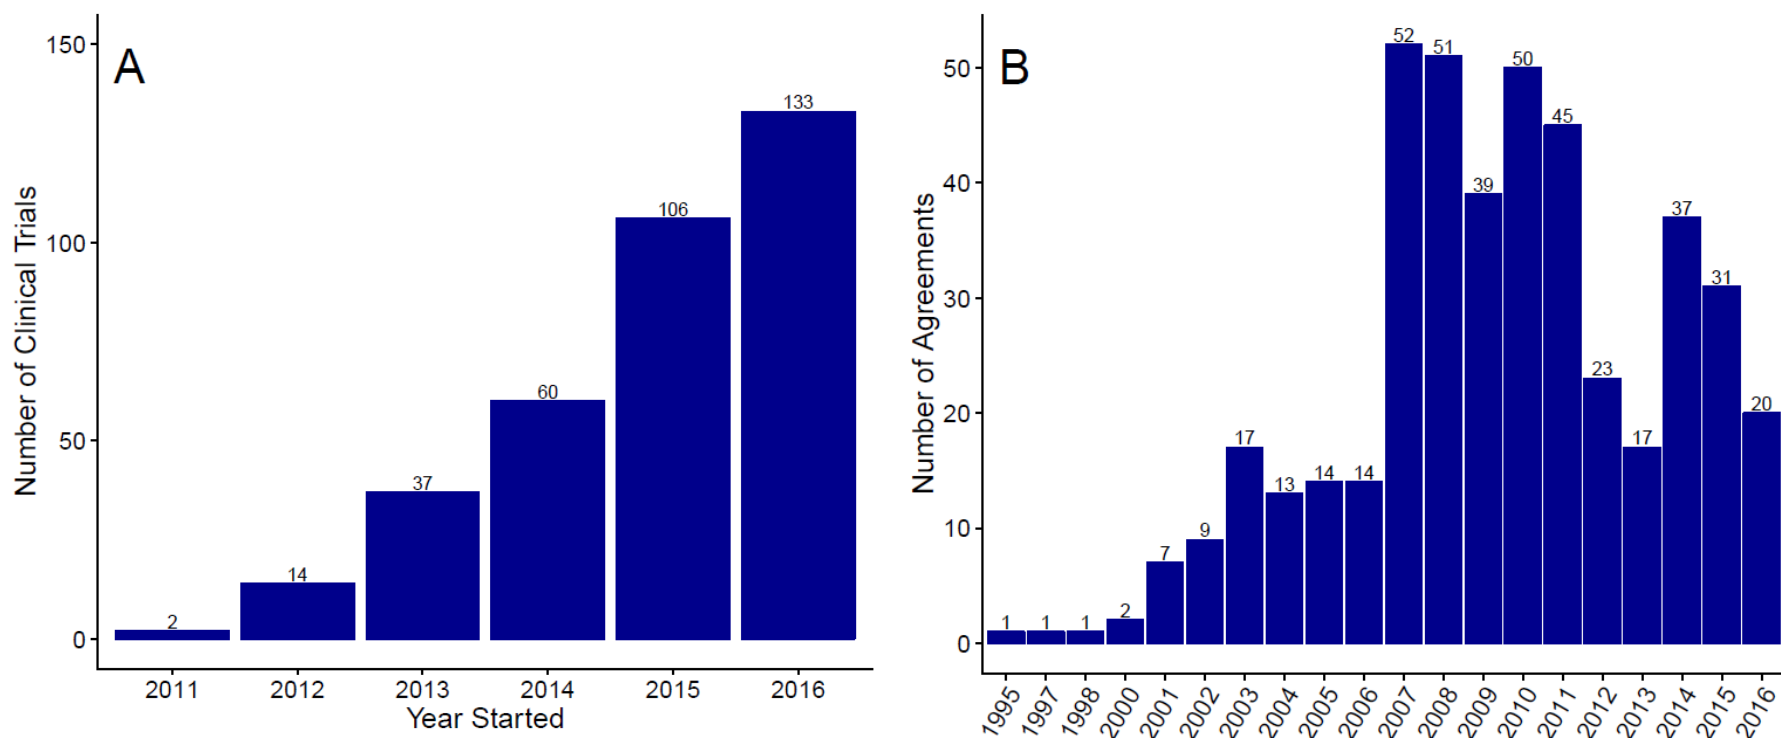 A
Number of Clinical Trials
150
100
50
0
2
14
37
60
106
133
2011 2012 2013 2014 2015 2016
Year Started
B
Number of Agreements
50
40
30
20
10
0
1 1 1 2 7 9 17 13 14 14 52 51 39 50 45 23 17 37 31 20
1995 1997 1998 2000 2001 2002 2003 2004 2005 2006 2007 2008 2009 2010 2011 2012 2013 2014 2015 2016